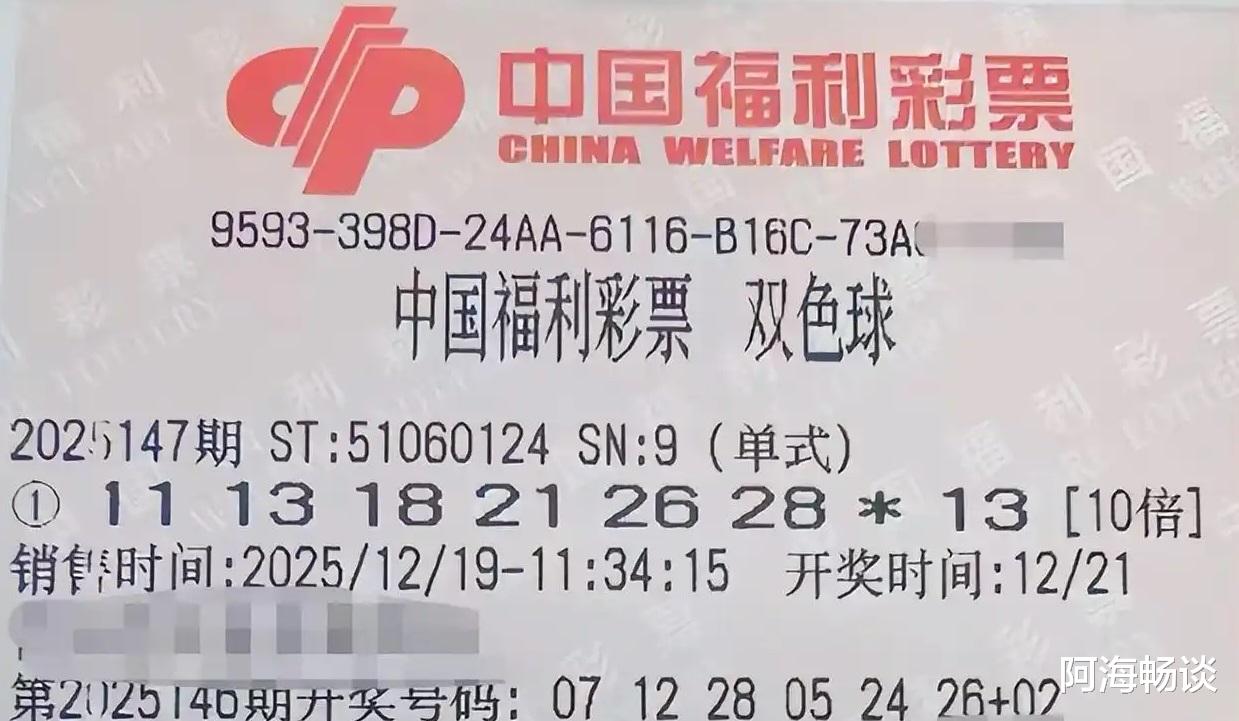 中国福利彩票
CHINA WELFARE LOTTERY
9593-398D-24AA-6116-B16C-73A
中国福利彩票 双色球
2025147期 ST:51060124 SN:9 (单式)
① 11 13 18 21 26 28 * 13 [10倍]
销售时间:2025/12/19-11:34:15 开奖时间:12/21
第2025146期开奖号码: 07 12 28 05 24 26+02
阿海畅谈